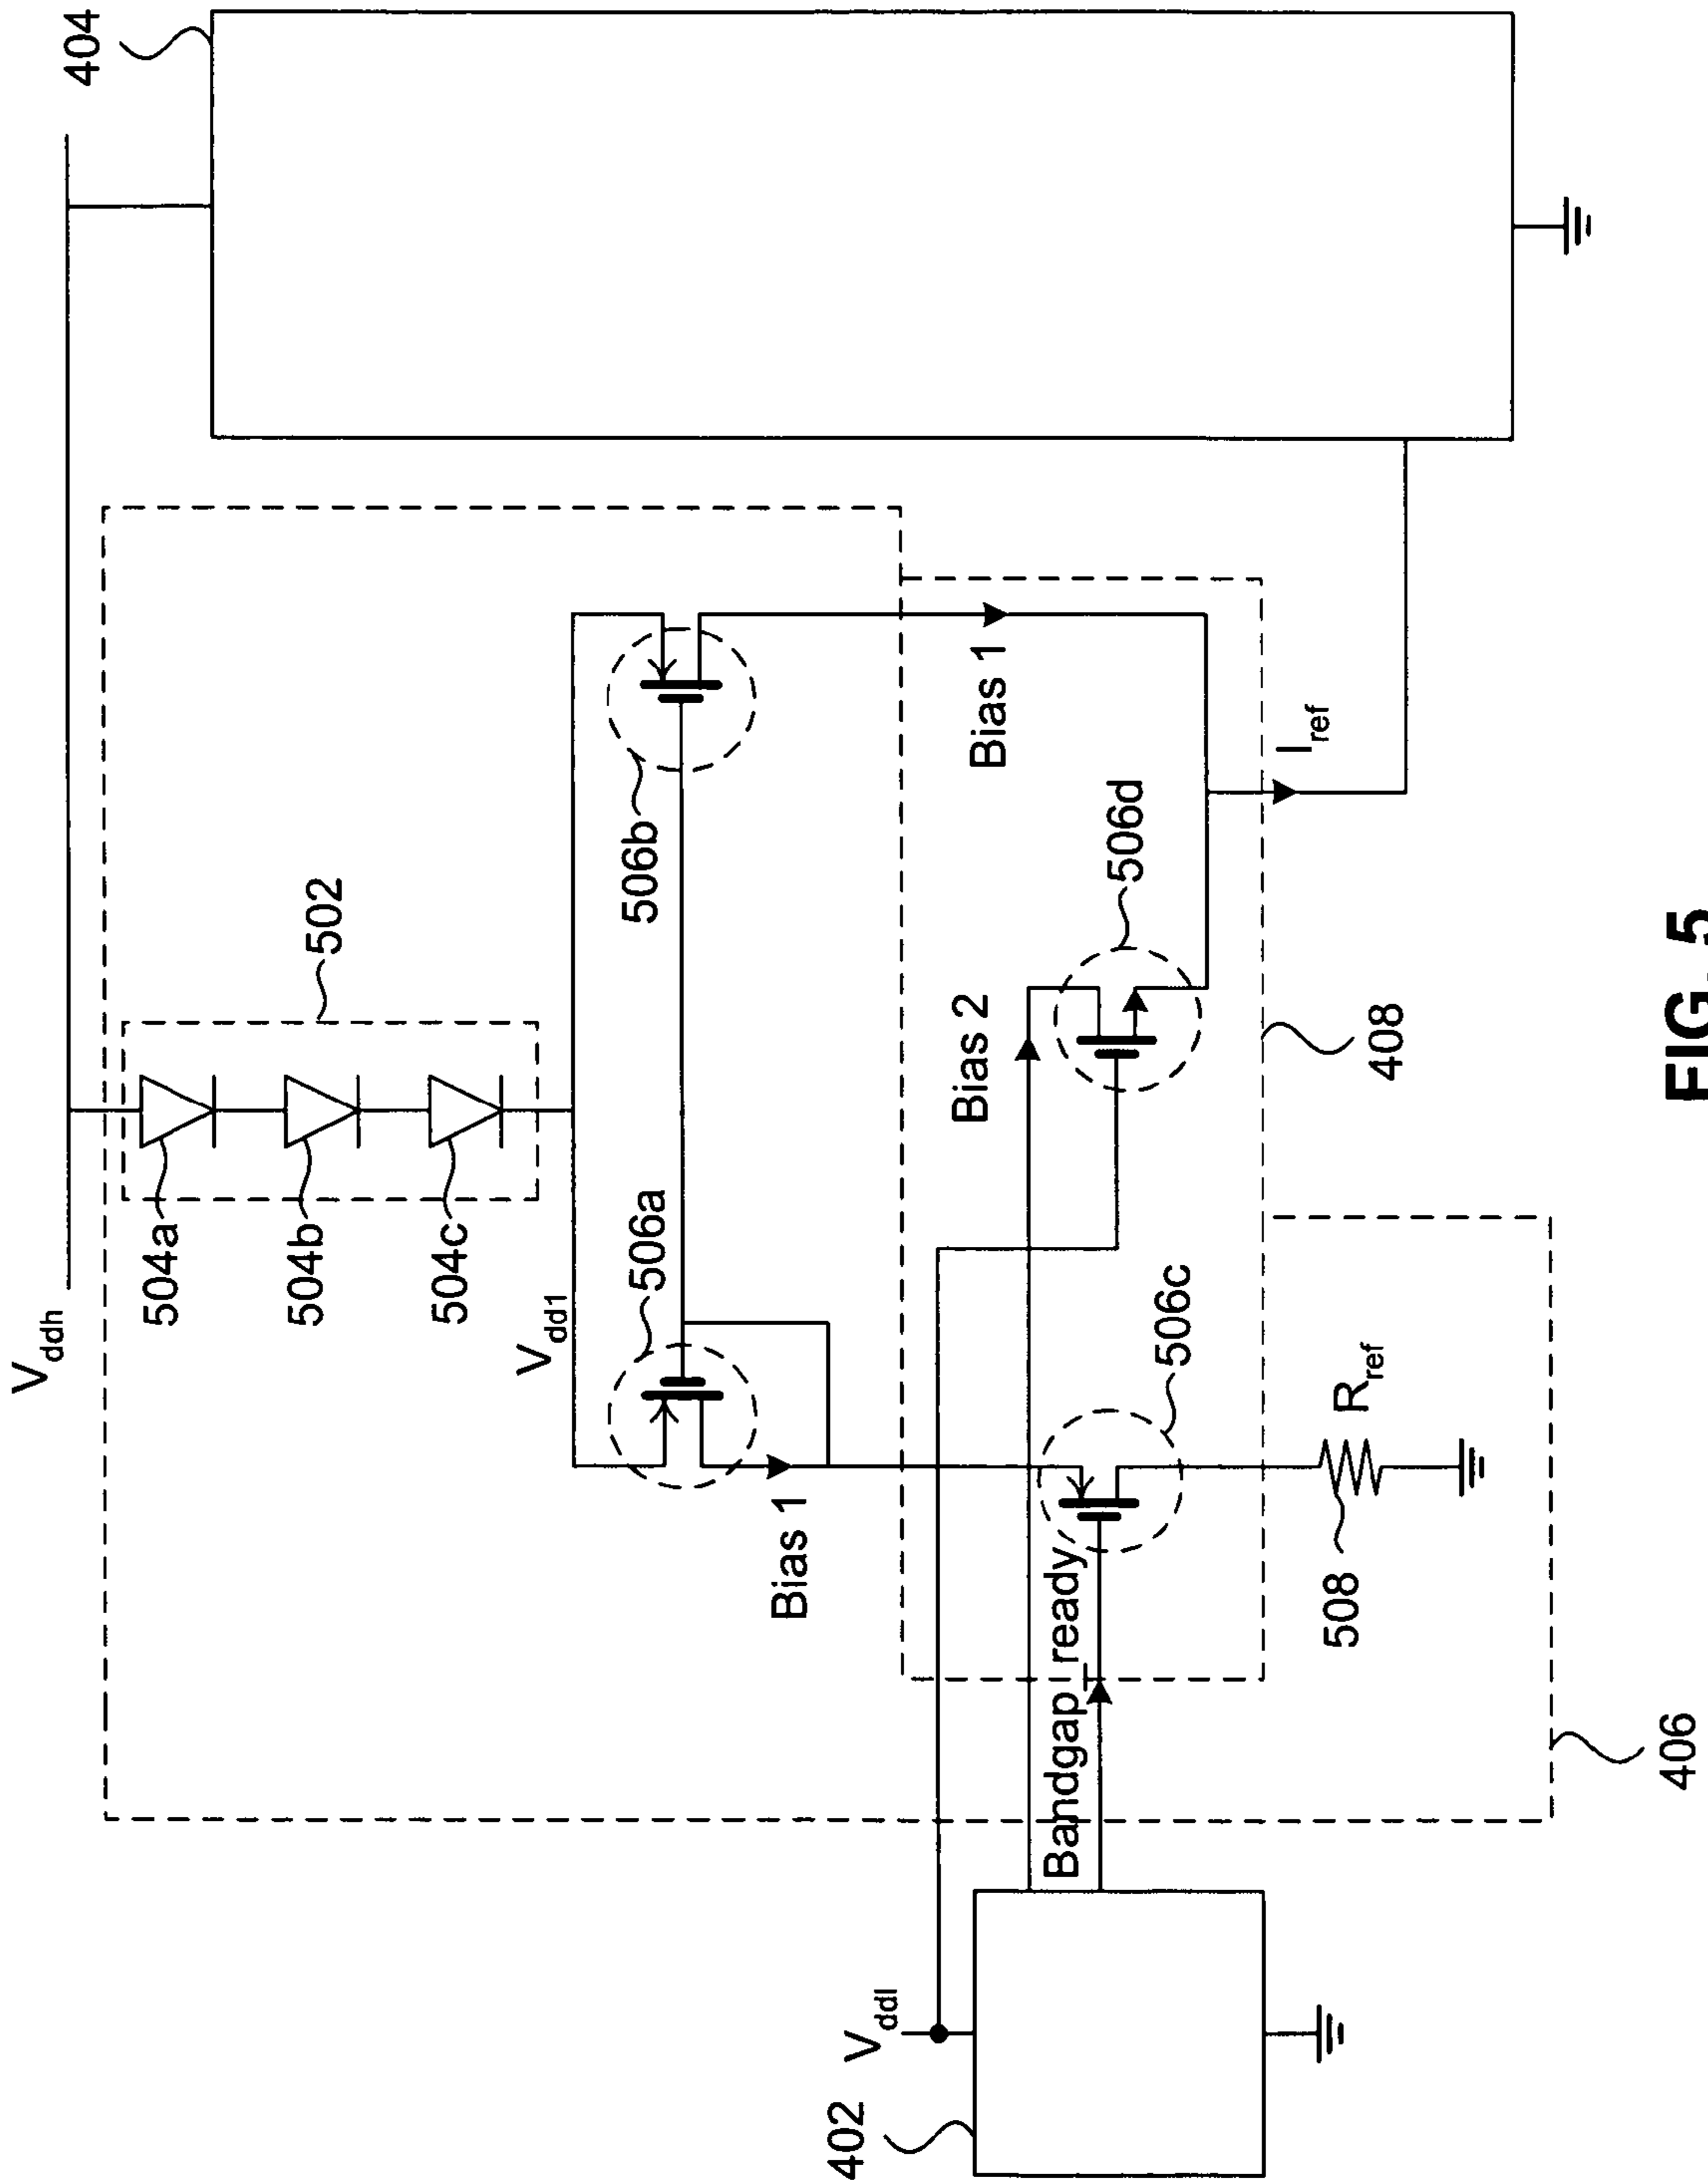 V_ddh
404
502
504a
504b
504c
V_dd1
506a
506b
Bias 1
Bias 1
Bias 2
506d
V_ddl
402
Bandgap_ready
506c
I_ref
R_ref
508
408
406
FIG. 5